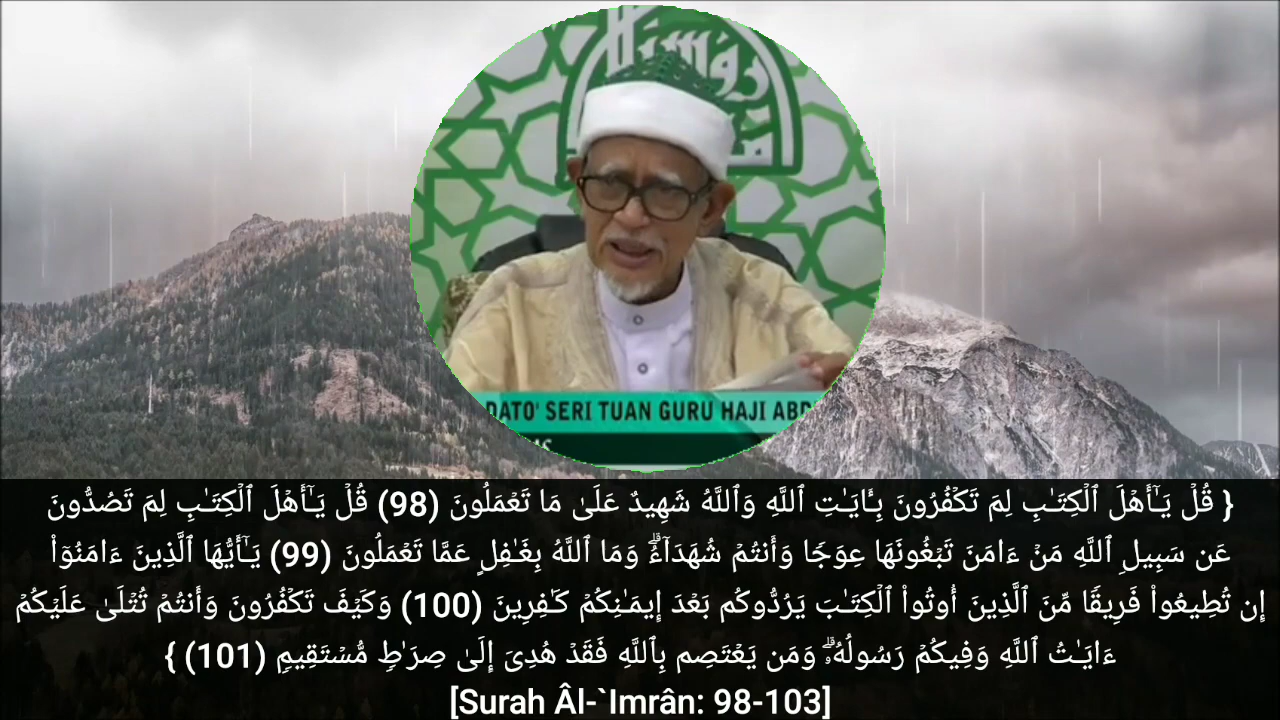 DATO' SERI TUAN GURU HAJI ABD
{ قُلۡ يَـٰٓأَهۡلَ ٱلۡكِتَـٰبِ لِمَ تَكۡفُرُونَ بِـَٔايَـٰتِ ٱللَّهِ وَٱللَّهُ شَهِيدٌ عَلَىٰ مَا تَعۡمَلُونَ (98) قُلۡ يَـٰٓأَهۡلَ ٱلۡكِتَـٰبِ لِمَ تَصُدُّونَ
عَن سَبِيلِ ٱللَّهِ مَنۡ ءَامَنَ تَبۡغُونَهَا عِوَجࣰا وَأَنتُمۡ شُهَدَاۤءُۗ وَمَا ٱللَّهُ بِغَـٰفِلٍ عَمَّا تَعۡمَلُونَ (99) يَـٰٓأَيُّهَا ٱلَّذِينَ ءَامَنُوۤا۟
إِن تُطِيعُوا۟ فَرِيقࣰا مِّنَ ٱلَّذِينَ أُوتُوا۟ ٱلۡكِتَـٰبَ يَرُدُّوكُم بَعۡدَ إِيمَـٰنِكُمۡ كَـٰفِرِينَ (100) وَكَيۡفَ تَكۡفُرُونَ وَأَنتُمۡ تُتۡلَىٰ عَلَيۡكُمۡ
ءَايَـٰتُ ٱللَّهِ وَفِيكُمۡ رَسُولُهُۥۗ وَمَن يَعۡتَصِم بِٱللَّهِ فَقَدۡ هُدِيَ إِلَىٰ صِرَ ٰ⁠طࣲ مُّسۡتَقِيمࣲ (101) }
[Surah Âl-`Imrân: 98-103]